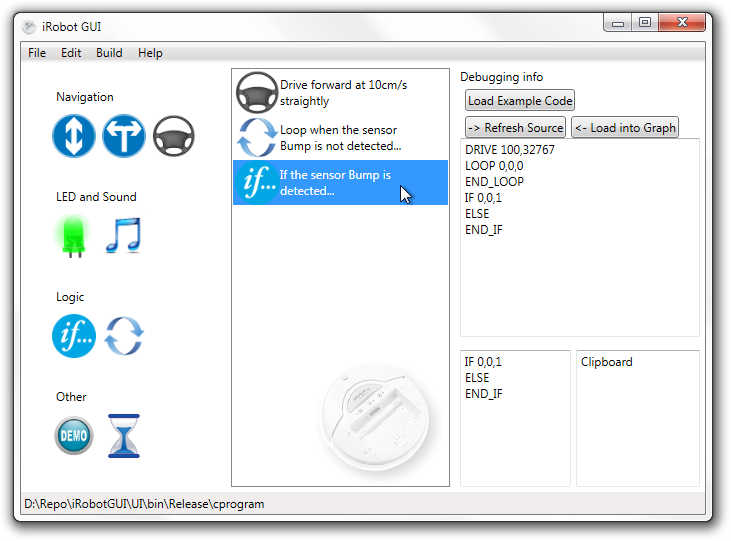 iRobot GUI
File Edit Build Help
Navigation
LED and Sound
Logic
if...
Other
DEMO
Drive forward at 10cm/s
straightly
Loop when the sensor
Bump is not detected...
if...
If the sensor Bump is
detected...
Debugging info
Load Example Code
-> Refresh Source
<- Load into Graph
DRIVE 100,32767
LOOP 0,0,0
END_LOOP
IF 0,0,1
ELSE
END_IF
IF 0,0,1
ELSE
END_IF
Clipboard
D:\Repo\iRobotGUI\UI\bin\Release\cprogram